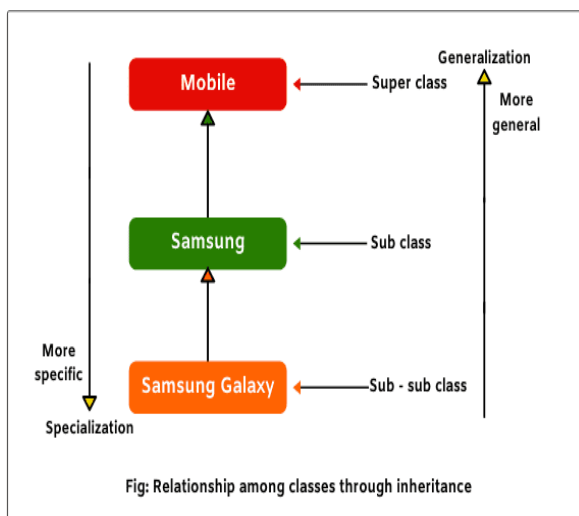 Generalization
Mobile
Super class
More
general
Samsung
Sub class
More
specific
Samsung Galaxy
Sub - sub class
Specialization
Fig: Relationship among classes through inheritance